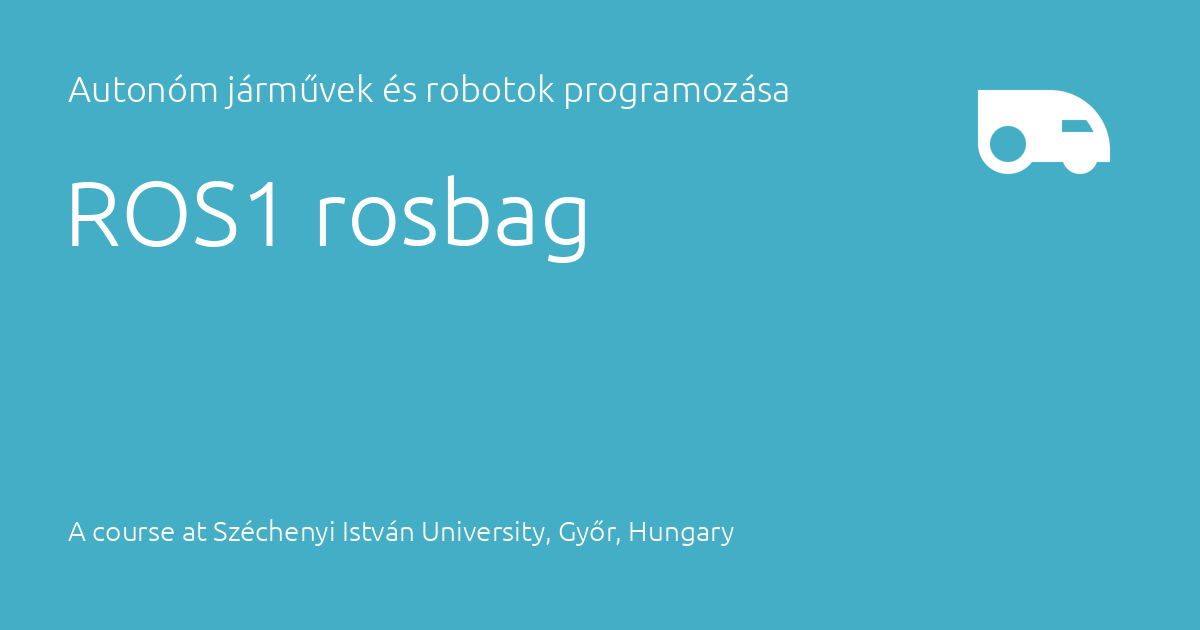 Autonóm járművek és robotok programozása
ROS1 rosbag
A course at Széchenyi István University, Győr, Hungary